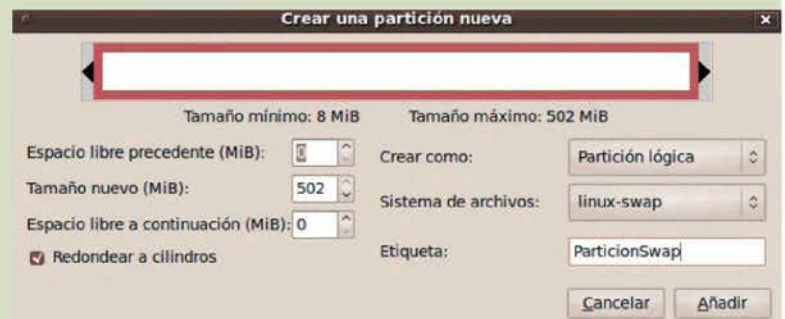 Crear una partición nueva
Tamaño mínimo: 8 MiB Tamaño máximo: 502 MiB
Espacio libre precedente (MiB): 0
Tamaño nuevo (MiB): 502
Espacio libre a continuación (MiB): 0
Redondear a cilindros
Crear como: Partición lógica
Sistema de archivos: linux-swap
Etiqueta: ParticionSwap
Cancelar Añadir